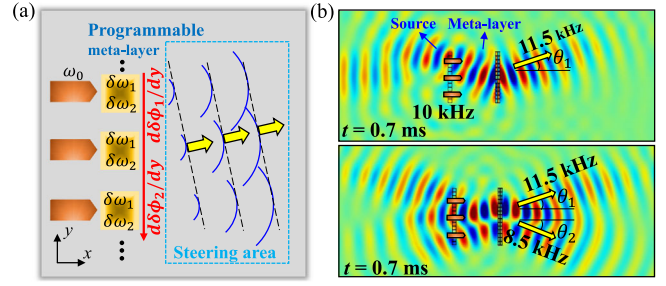 (a)
Programmable
meta-layer
ω₀
δω₁
δω₂
δω₁
δω₂
δω₁
δω₂
dδϕ₁/dy
dδϕ₂/dy
y
x
Steering area
(b)
Source
Meta-layer
11.5 kHz
θ₁
10 kHz
t = 0.7 ms
11.5 kHz
θ₁
θ₂
8.5 kHz
t = 0.7 ms